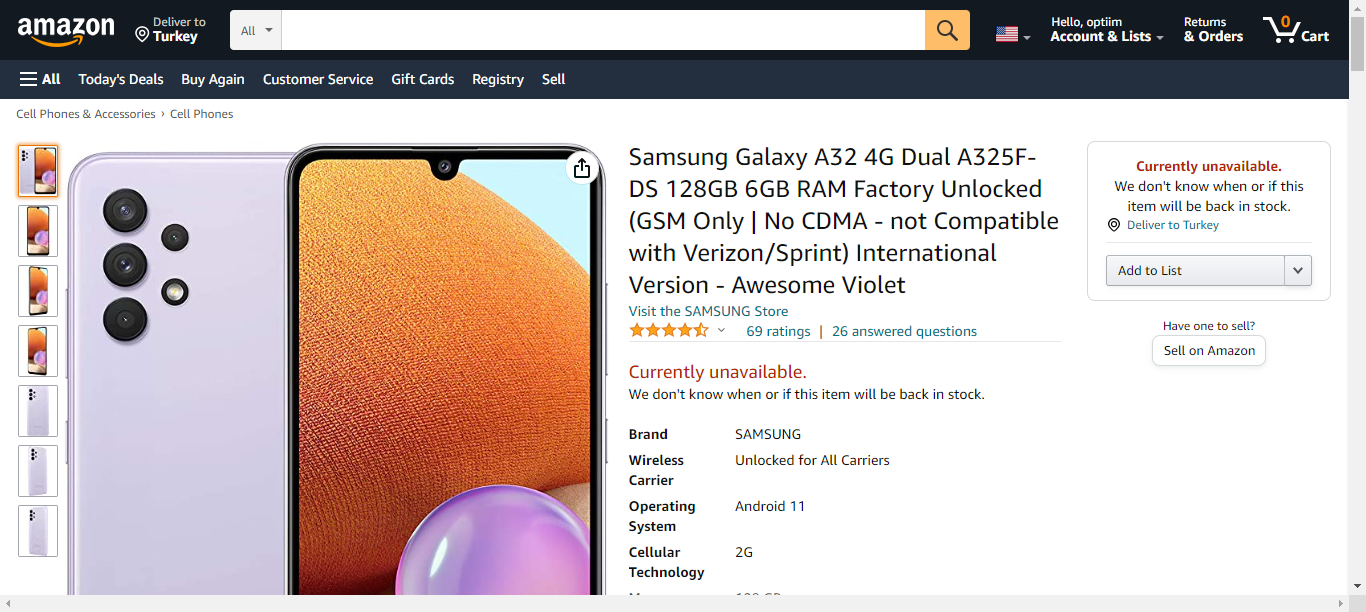 amazon
Deliver to
Turkey
All
Hello, optiim
Account & Lists
Returns
& Orders
0
Cart
All
Today's Deals
Buy Again
Customer Service
Gift Cards
Registry
Sell
Cell Phones & Accessories › Cell Phones
Samsung Galaxy A32 4G Dual A325F-
DS 128GB 6GB RAM Factory Unlocked
(GSM Only | No CDMA - not Compatible
with Verizon/Sprint) International
Version - Awesome Violet
Visit the SAMSUNG Store
69 ratings | 26 answered questions
Currently unavailable.
We don't know when or if this item will be back in stock.
Brand SAMSUNG
Wireless Unlocked for All Carriers
Carrier
Operating Android 11
System
Cellular 2G
Technology
Currently unavailable.
We don't know when or if this
item will be back in stock.
Deliver to Turkey
Add to List
Have one to sell?
Sell on Amazon